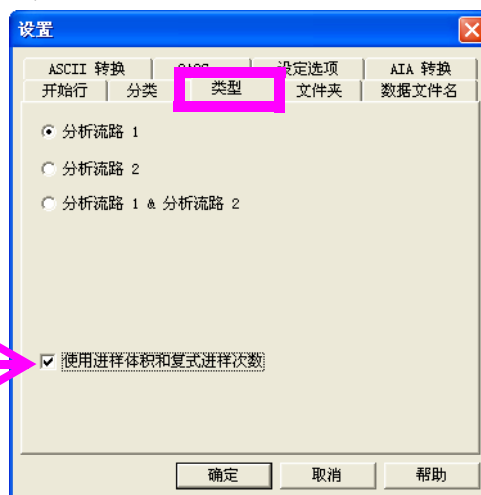 设置
ASCII 转换 设定选项 AIA 转换
开始行 分类 类型 文件夹 数据文件名
分析流路 1
分析流路 2
分析流路 1 & 分析流路 2
使用进样体积和复式进样次数
确定 取消 帮助